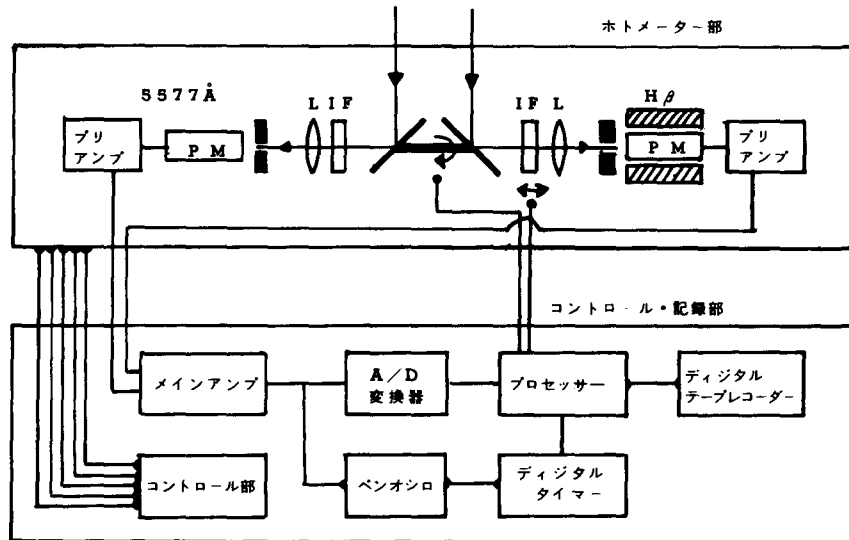 ホトメーター部
5577Å
Hβ
L IF
IF L
プリ
アンプ
PM
PM
プリ
アンプ
コントロール・記録部
メインアンプ
A/D
変換器
プロセッサー
ディジタル
テープレコーダー
コントロール部
ペンオシロ
ディジタル
タイマー